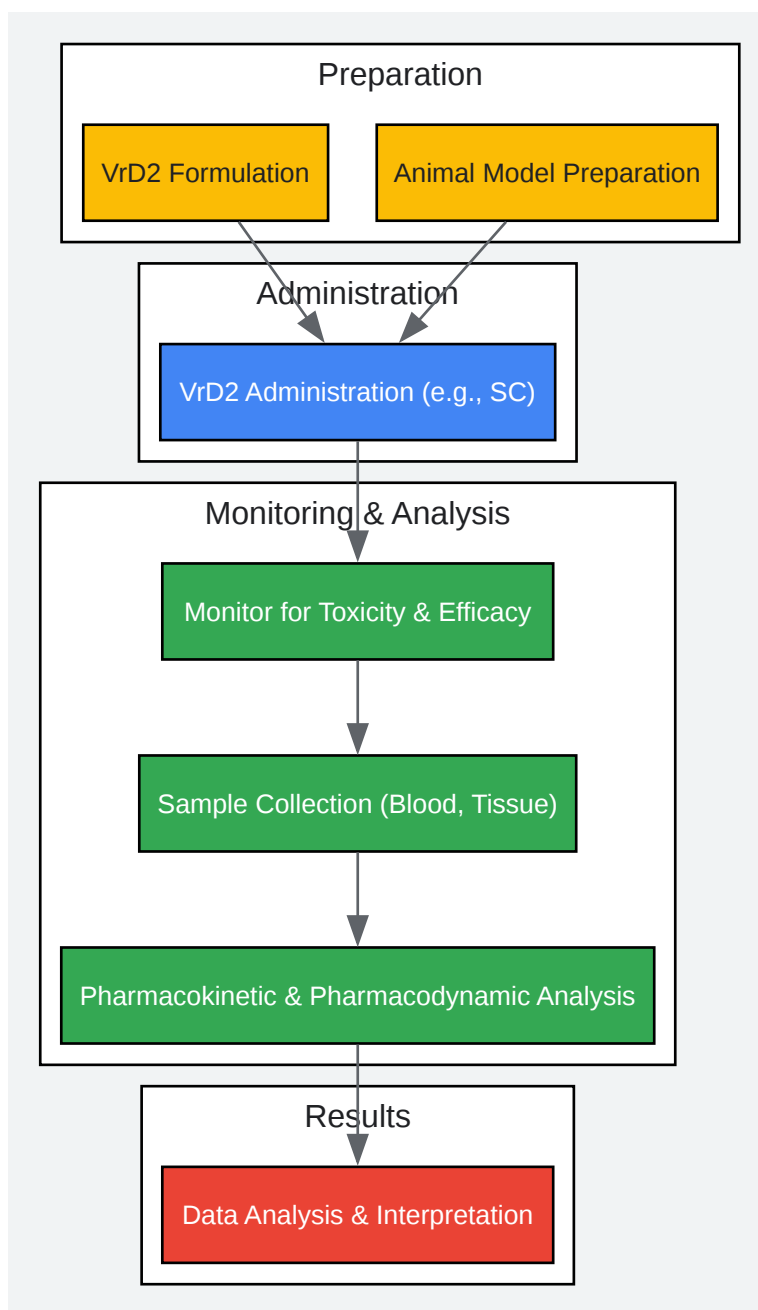 Preparation
VrD2 Formulation
Animal Model Preparation
Administration
VrD2 Administration (e.g., SC)
Monitoring & Analysis
Monitor for Toxicity & Efficacy
Sample Collection (Blood, Tissue)
Pharmacokinetic & Pharmacodynamic Analysis
Results
Data Analysis & Interpretation